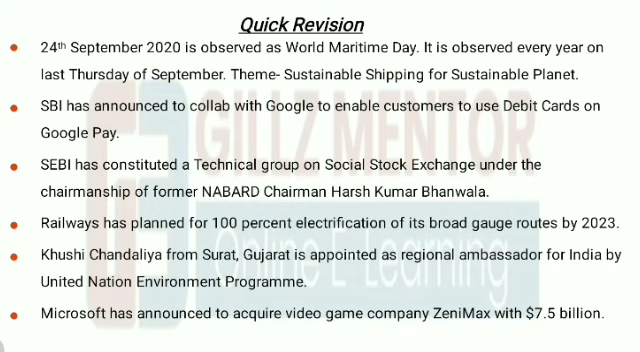 Quick Revision
• 24th September 2020 is observed as World Maritime Day. It is observed every year on
last Thursday of September. Theme- Sustainable Shipping for Sustainable Planet.
• SBI has announced to collab with Google to enable customers to use Debit Cards on
Google Pay.
• SEBI has constituted a Technical group on Social Stock Exchange under the
chairmanship of former NABARD Chairman Harsh Kumar Bhanwala.
• Railways has planned for 100 percent electrification of its broad gauge routes by 2023.
• Khushi Chandaliya from Surat, Gujarat is appointed as regional ambassador for India by
United Nation Environment Programme.
• Microsoft has announced to acquire video game company ZeniMax with $7.5 billion.
GILLZ MENTOR
Online E-Learning